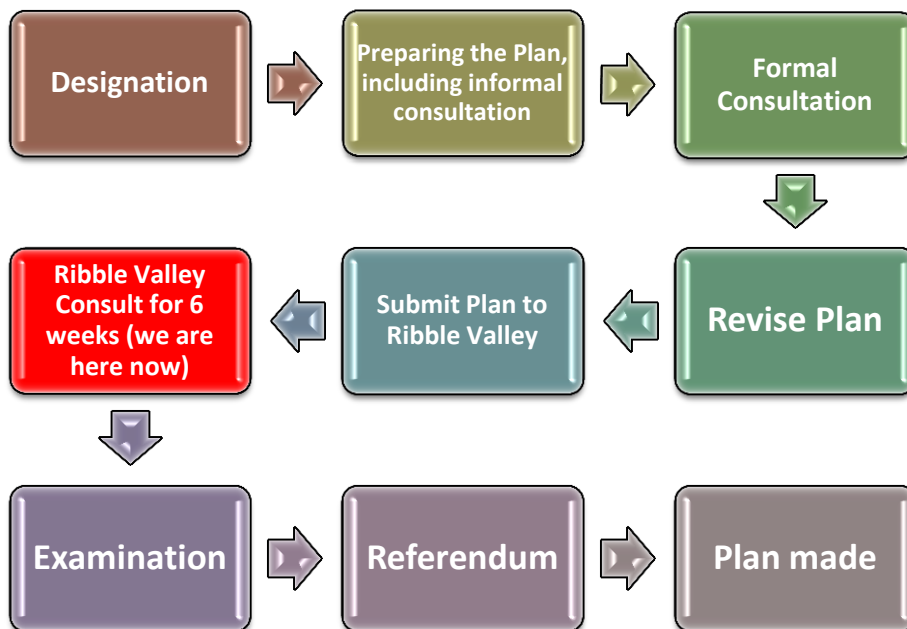 Designation
Preparing the Plan,
including informal
consultation
Formal
Consultation
Revise Plan
Submit Plan to
Ribble Valley
Ribble Valley
Consult for 6
weeks (we are
here now)
Examination
Referendum
Plan made